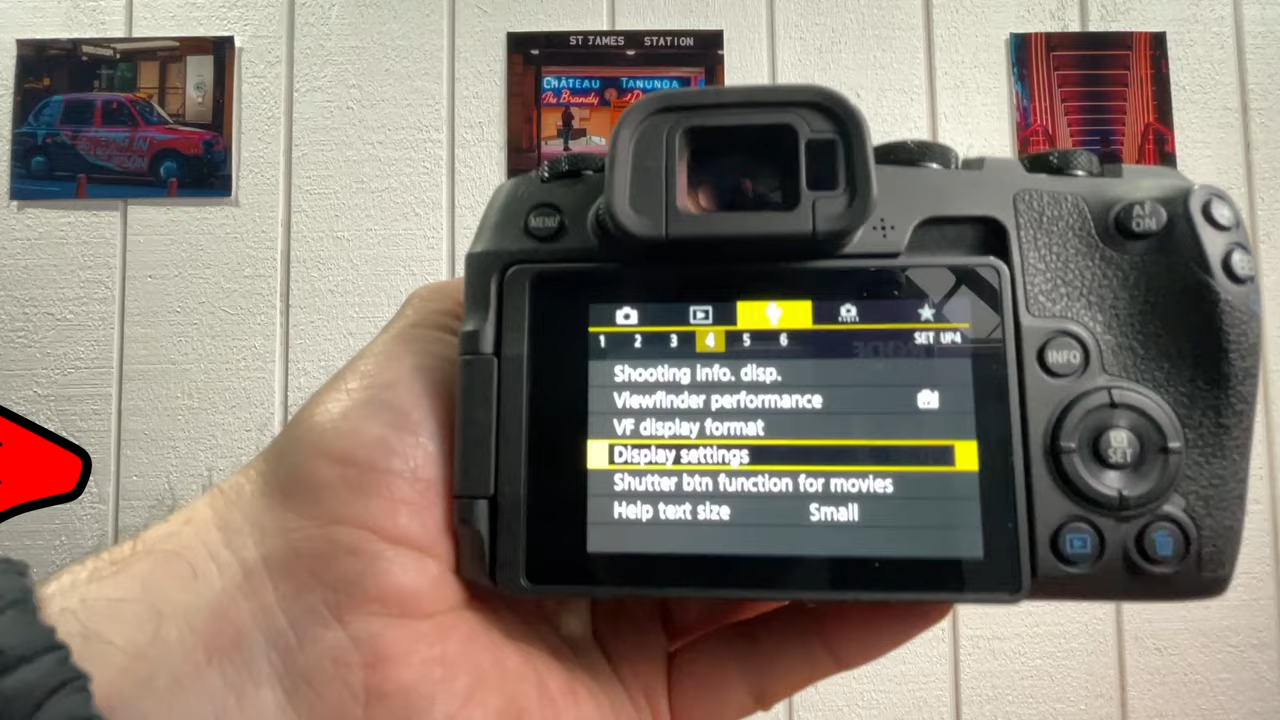 ST JAMES STATION
CHÂTEAU TANUNDA
The Brandy
MENU
AF
ON
1 2 3 4 5 6 SET UP4
Shooting info. disp.
Viewfinder performance
VF display format
Display settings
Shutter btn function for movies
Help text size Small
INFO
SET